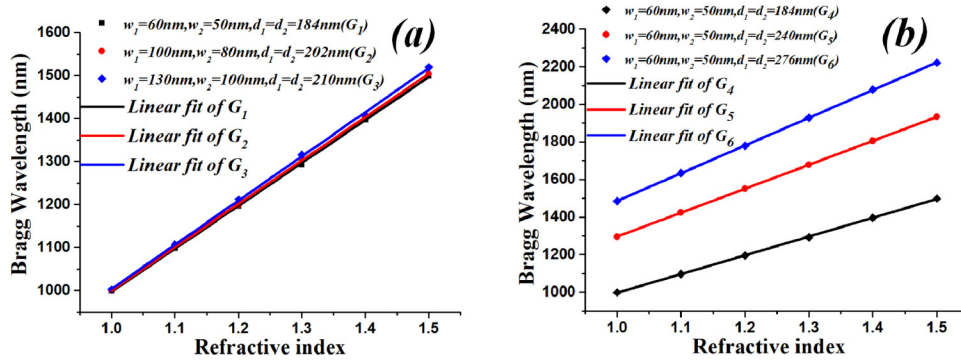 w₁=60nm,w₂=50nm,d₁=d₂=184nm(G₁)
w₁=100nm,w₂=80nm,d₁=d₂=202nm(G₂)
w₁=130nm,w₂=100nm,d₁=d₂=210nm(G₃)
Linear fit of G₁
Linear fit of G₂
Linear fit of G₃
(a)
Bragg Wavelength (nm)
1600
1500
1400
1300
1200
1100
1000
1.0 1.1 1.2 1.3 1.4 1.5
Refractive index
w₁=60nm,w₂=50nm,d₁=d₂=184nm(G₄)
w₁=60nm,w₂=50nm,d₁=d₂=240nm(G₅)
w₁=60nm,w₂=50nm,d₁=d₂=276nm(G₆)
Linear fit of G₄
Linear fit of G₅
Linear fit of G₆
(b)
Bragg Wavelength (nm)
2400
2200
2000
1800
1600
1400
1200
1000
1.0 1.1 1.2 1.3 1.4 1.5
Refractive index